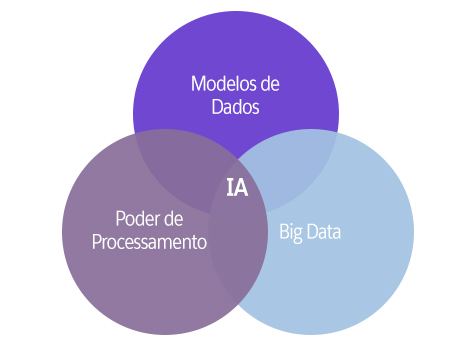 Modelos de
Dados
IA
Poder de
Processamento
Big Data